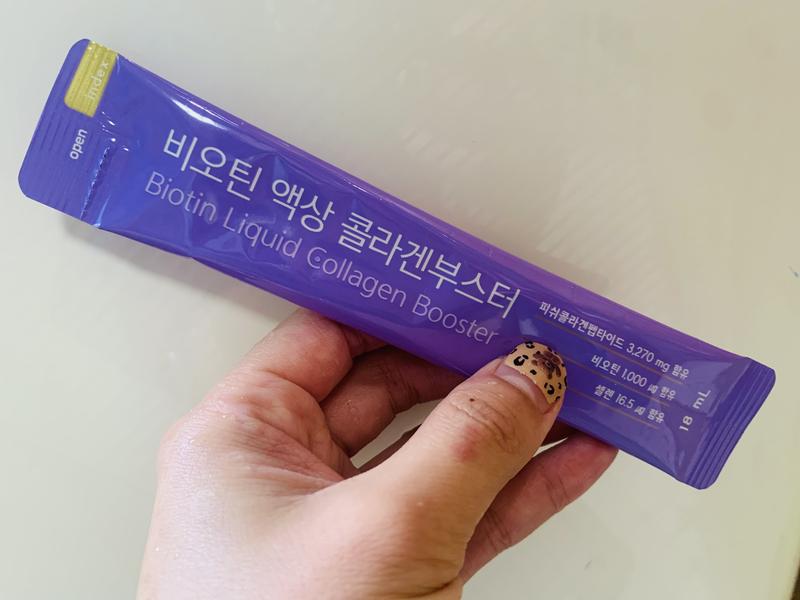 index
open
비오틴 액상 콜라겐부스터
Biotin Liquid Collagen Booster
피쉬콜라겐펩타이드 3,270 mg 함유
비오틴 1,000 ㎍ 함유
셀렌 16.5 ㎍ 함유
18 mL